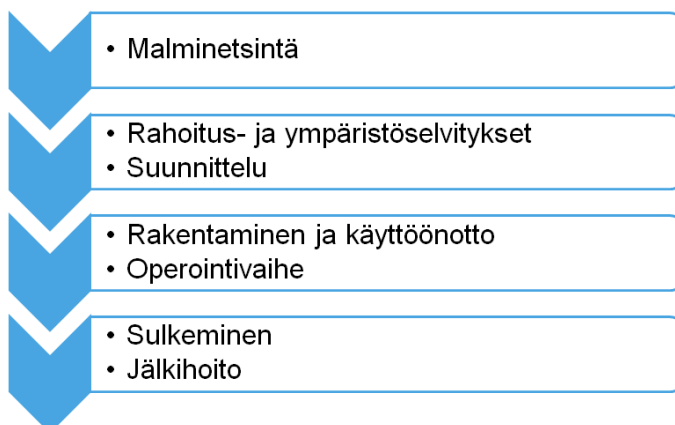 • Malminetsintä
• Rahoitus- ja ympäristöselvitykset
• Suunnittelu
• Rakentaminen ja käyttöönotto
• Operointivaihe
• Sulkeminen
• Jälkihoito